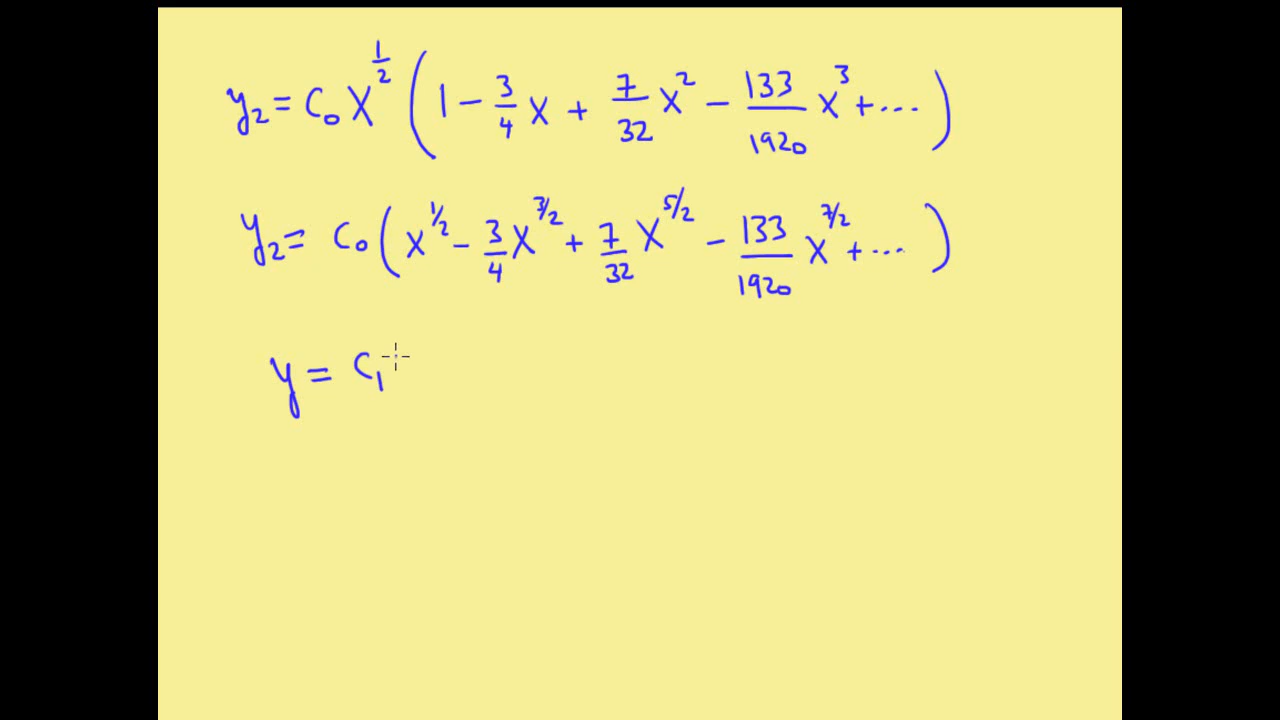 y₂ = C₀ x^(1/2) ( 1 - 3/4 x + 7/32 x² - 133/1920 x³ + ... )
y₂ = C₀ ( x^(1/2) - 3/4 x^(3/2) + 7/32 x^(5/2) - 133/1920 x^(7/2) + ... )
y = C₁